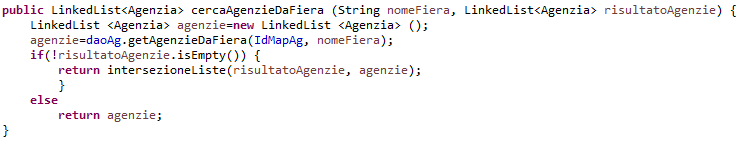 public LinkedList<Agenzia> cercaAgenzieDaFiera (String nomeFiera, LinkedList<Agenzia> risultatoAgenzie) {
LinkedList <Agenzia> agenzie=new LinkedList <Agenzia> ();
agenzie=daoAg.getAgenzieDaFiera(IdMapAg, nomeFiera);
if(!risultatoAgenzie.isEmpty()) {
return intersezioneListe(risultatoAgenzie, agenzie);
}
else
return agenzie;
}